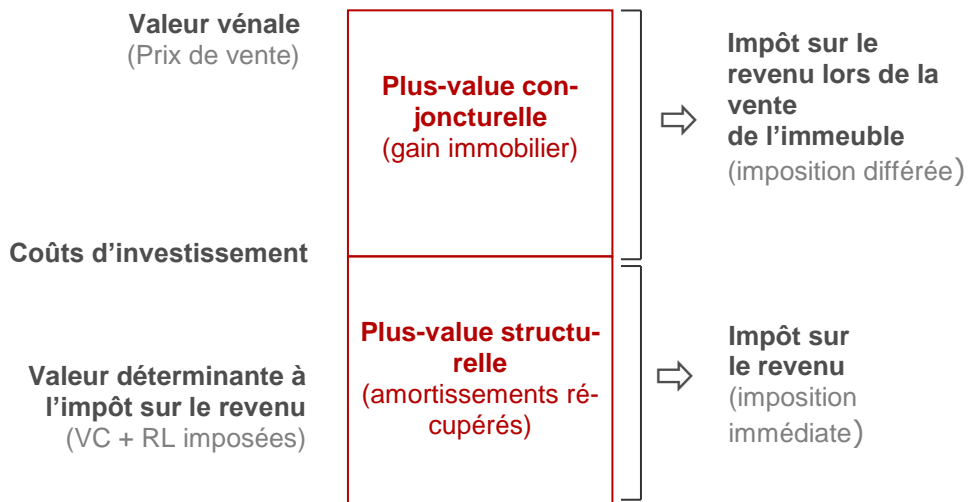 Valeur vénale
(Prix de vente)
Plus-value con-
joncturelle
(gain immobilier)
Impôt sur le
revenu lors de la
vente
de l'immeuble
(imposition différée)
Coûts d'investissement
Plus-value structu-
relle
(amortissements ré-
cupérés)
Valeur déterminante à
l'impôt sur le revenu
(VC + RL imposées)
Impôt sur
le revenu
(imposition
immédiate)